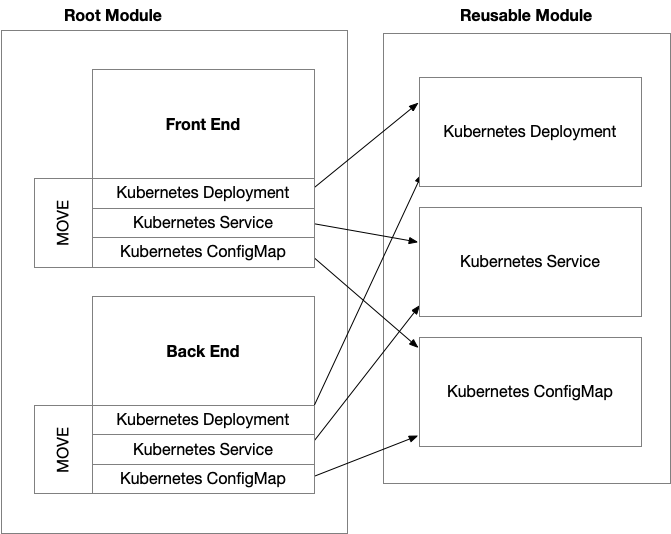 Root Module
Front End
MOVE
Kubernetes Deployment
Kubernetes Service
Kubernetes ConfigMap
Back End
MOVE
Kubernetes Deployment
Kubernetes Service
Kubernetes ConfigMap
Reusable Module
Kubernetes Deployment
Kubernetes Service
Kubernetes ConfigMap